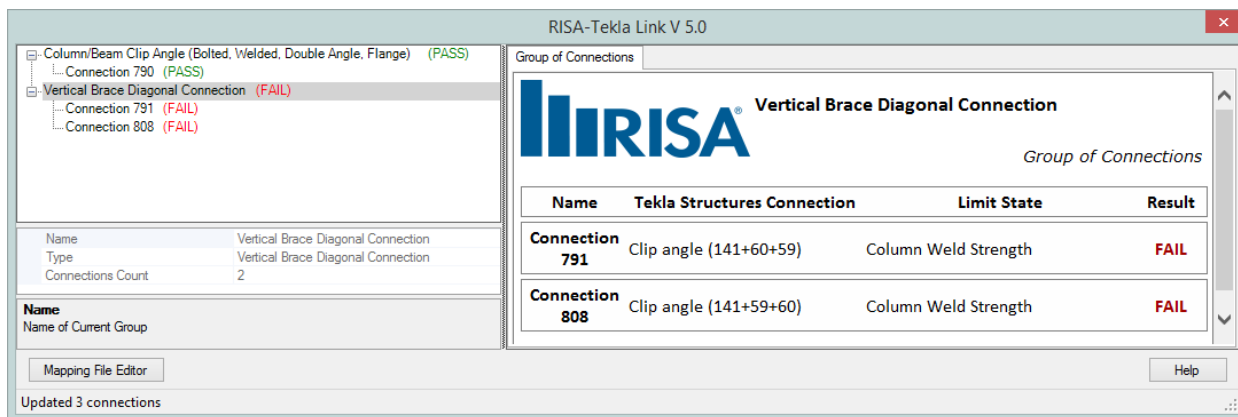 RISA-Tekla Link V 5.0
Column/Beam Clip Angle (Bolted, Welded, Double Angle, Flange) (PASS)
Connection 790 (PASS)
Vertical Brace Diagonal Connection (FAIL)
Connection 791 (FAIL)
Connection 808 (FAIL)
Name Vertical Brace Diagonal Connection
Type Vertical Brace Diagonal Connection
Connections Count 2
Name
Name of Current Group
Group of Connections
RISA®
Vertical Brace Diagonal Connection
Group of Connections
Name Tekla Structures Connection Limit State Result
Connection 791 Clip angle (141+60+59) Column Weld Strength FAIL
Connection 808 Clip angle (141+59+60) Column Weld Strength FAIL
Mapping File Editor
Help
Updated 3 connections